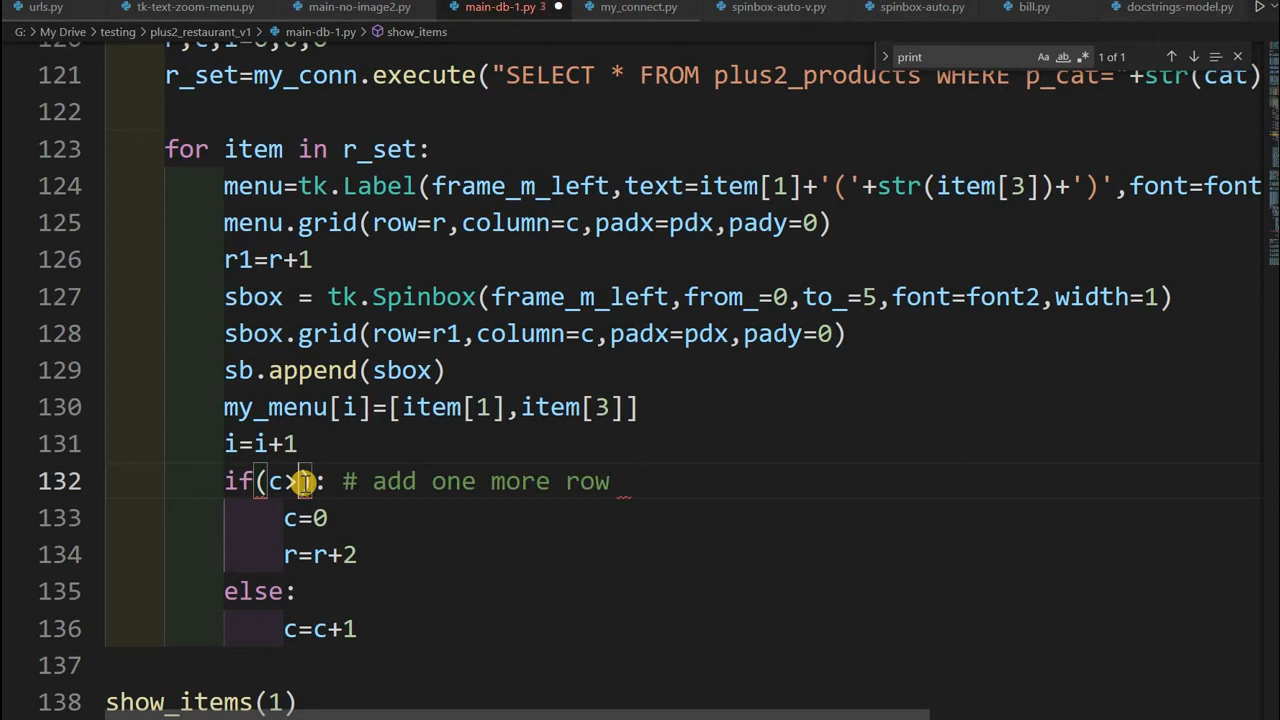 urls.py tk-text-zoom-menu.py main-no-image2.py main-db-1.py 3 my_connect.py spinbox-auto-v.py spinbox-auto.py bill.py docstrings-model.py
G: > My Drive > testing > plus2_restaurant_v1 > main-db-1.py > show_items
print Aa ab 1 of 1
120 r,c,i=0,0,0
121 r_set=my_conn.execute("SELECT * FROM plus2_products WHERE p_cat="+str(cat)
122
123 for item in r_set:
124 menu=tk.Label(frame_m_left,text=item[1]+'('+str(item[3])+')',font=font
125 menu.grid(row=r,column=c,padx=pdx,pady=0)
126 r1=r+1
127 sbox = tk.Spinbox(frame_m_left,from_=0,to_=5,font=font2,width=1)
128 sbox.grid(row=r1,column=c,padx=pdx,pady=0)
129 sb.append(sbox)
130 my_menu[i]=[item[1],item[3]]
131 i=i+1
132 if(c>): # add one more row
133 c=0
134 r=r+2
135 else:
136 c=c+1
137
138 show_items(1)